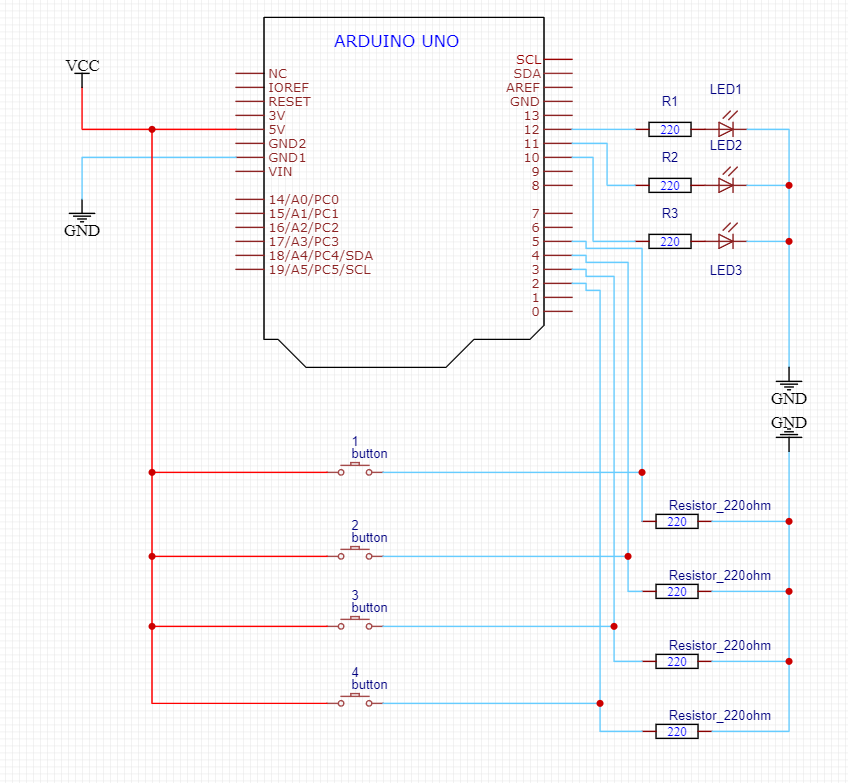 ARDUINO UNO
VCC
NC
IOREF
RESET
3V
5V
GND2
GND1
VIN
14/A0/PC0
15/A1/PC1
16/A2/PC2
17/A3/PC3
18/A4/PC4/SDA
19/A5/PC5/SCL
GND
SCL
SDA
AREF
GND
13
12
11
10
9
8
7
6
5
4
3
2
1
0
R1
220
LED1
R2
220
LED2
R3
220
LED3
GND
GND
1
button
2
button
3
button
4
button
Resistor_220ohm
220
Resistor_220ohm
220
Resistor_220ohm
220
Resistor_220ohm
220